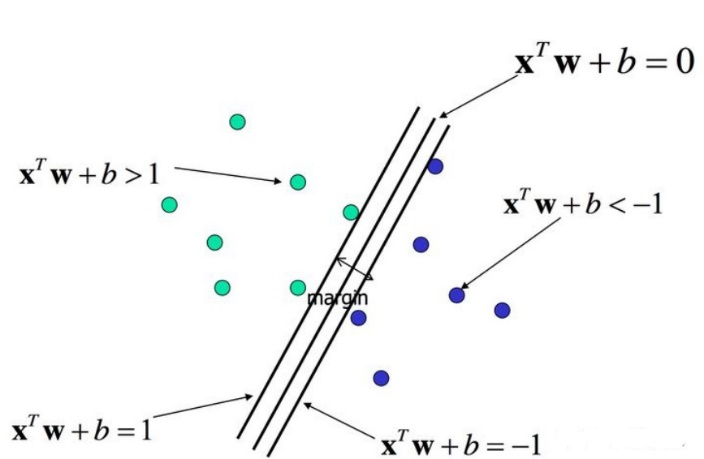 x^T w + b = 0
x^T w + b > 1
x^T w + b < -1
margin
x^T w + b = 1
x^T w + b = -1